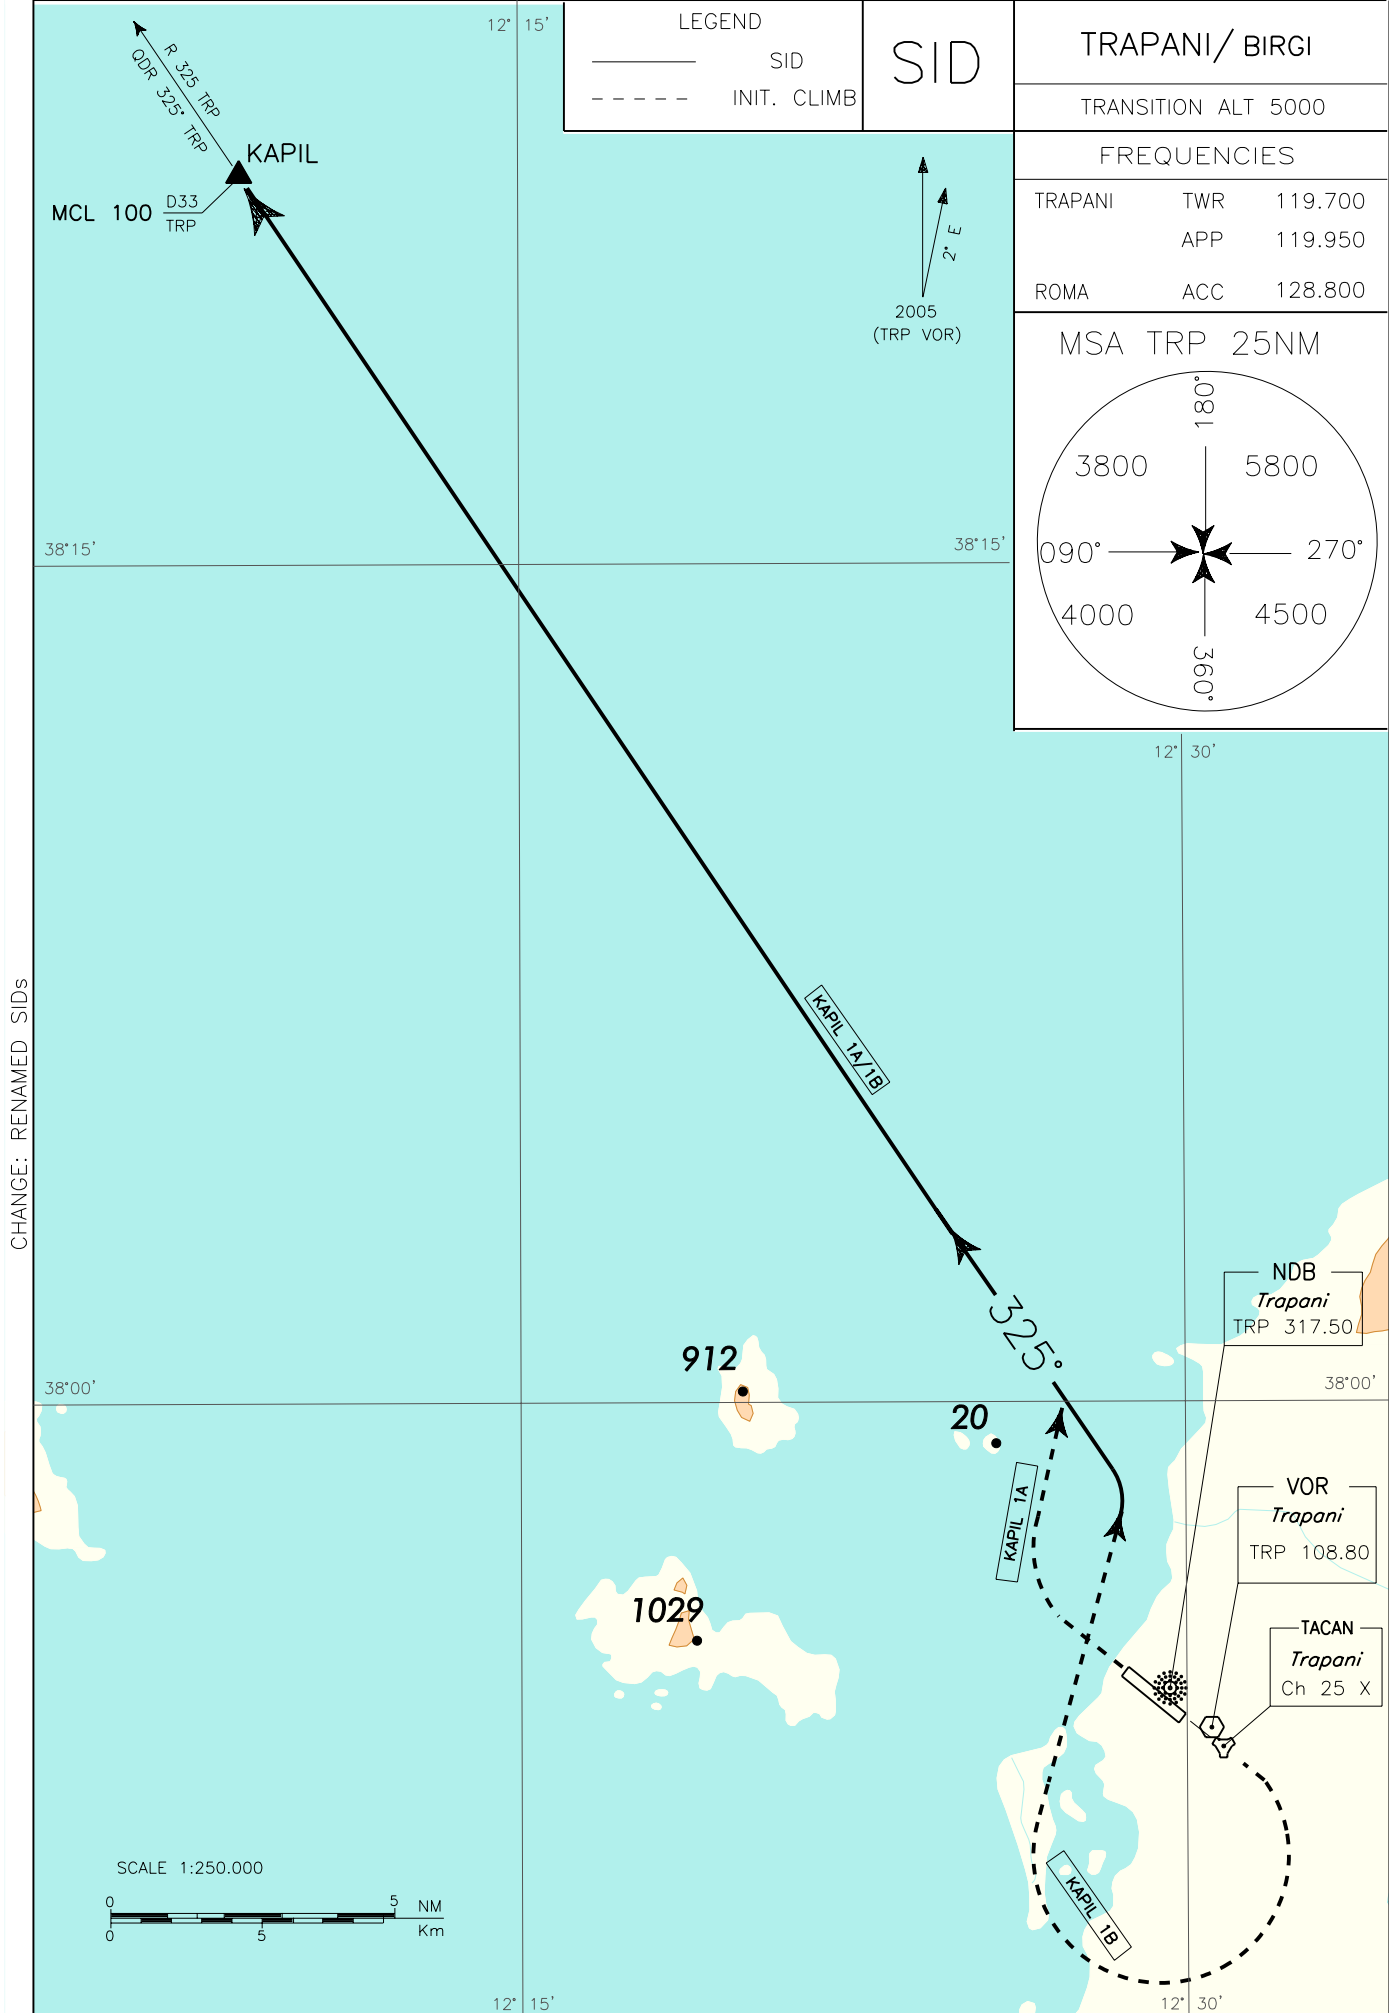 12° 15'
LEGEND
SID
INIT. CLIMB
SID
TRAPANI/ BIRGI
TRANSITION ALT 5000
FREQUENCIES
TRAPANI TWR 119.700
APP 119.950
ROMA ACC 128.800
MSA TRP 25NM
180°
3800 5800
090° 270°
4000 4500
360°
R 325 TRP
QDR 325° TRP
KAPIL
MCL 100
D33
TRP
2° E
2005
(TRP VOR)
38°15'
38°15'
12° 30'
KAPIL 1A/1B
CHANGE: RENAMED SIDs
325°
NDB
Trapani
TRP 317.50
912
38°00'
38°00'
20
KAPIL 1A
VOR
Trapani
TRP 108.80
1029
TACAN
Trapani
Ch 25 X
KAPIL 1B
SCALE 1:250.000
0 5 NM
0 5 Km
12° 15'
12° 30'